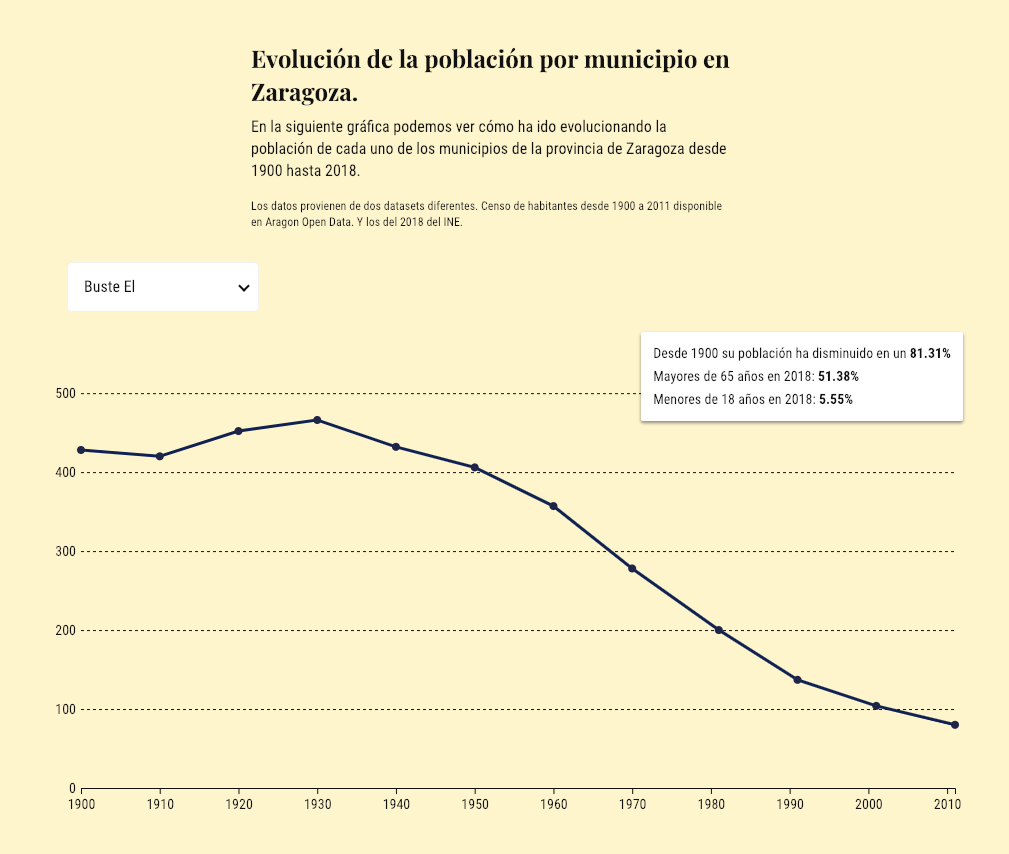 Evolución de la población por municipio en
Zaragoza.
En la siguiente gráfica podemos ver cómo ha ido evolucionando la
población de cada uno de los municipios de la provincia de Zaragoza desde
1900 hasta 2018.
Los datos provienen de dos datasets diferentes. Censo de habitantes desde 1900 a 2011 disponible
en Aragon Open Data. Y los del 2018 del INE.
Buste El
Desde 1900 su población ha disminuido en un 81.31%
Mayores de 65 años en 2018: 51.38%
Menores de 18 años en 2018: 5.55%
500
400
300
200
100
0
1900 1910 1920 1930 1940 1950 1960 1970 1980 1990 2000 2010